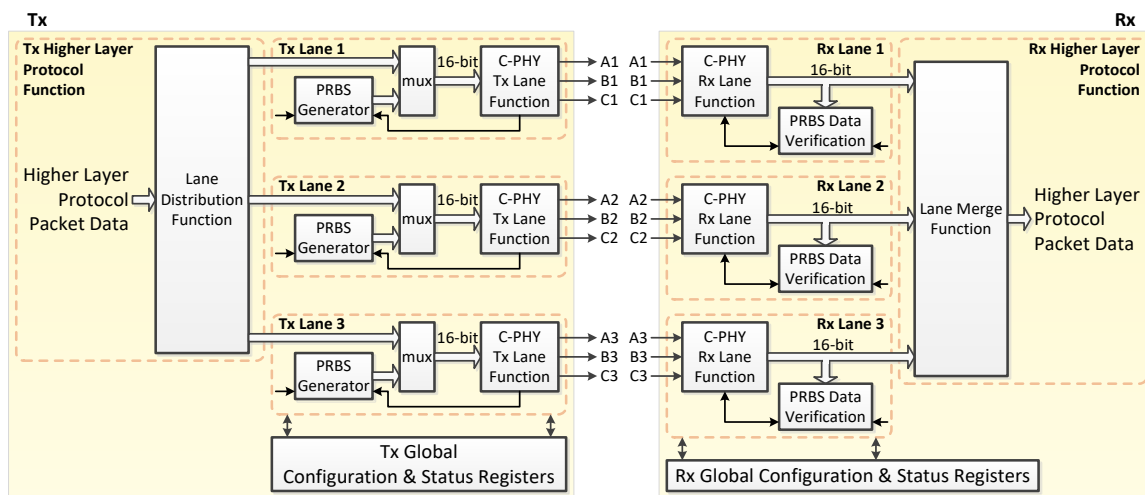 Tx
Tx Higher Layer
Protocol
Function
Higher Layer
Protocol
Packet Data
Lane
Distribution
Function
Tx Lane 1
PRBS
Generator
mux
16-bit
C-PHY
Tx Lane
Function
A1
B1
C1
Tx Lane 2
PRBS
Generator
mux
16-bit
C-PHY
Tx Lane
Function
A2
B2
C2
Tx Lane 3
PRBS
Generator
mux
16-bit
C-PHY
Tx Lane
Function
A3
B3
C3
Tx Global
Configuration & Status Registers
Rx
A1
B1
C1
C-PHY
Rx Lane
Function
Rx Lane 1
16-bit
PRBS Data
Verification
A2
B2
C2
C-PHY
Rx Lane
Function
Rx Lane 2
16-bit
PRBS Data
Verification
A3
B3
C3
C-PHY
Rx Lane
Function
Rx Lane 3
16-bit
PRBS Data
Verification
Rx Higher Layer
Protocol
Function
Lane Merge
Function
Higher Layer
Protocol
Packet Data
Rx Global Configuration & Status Registers